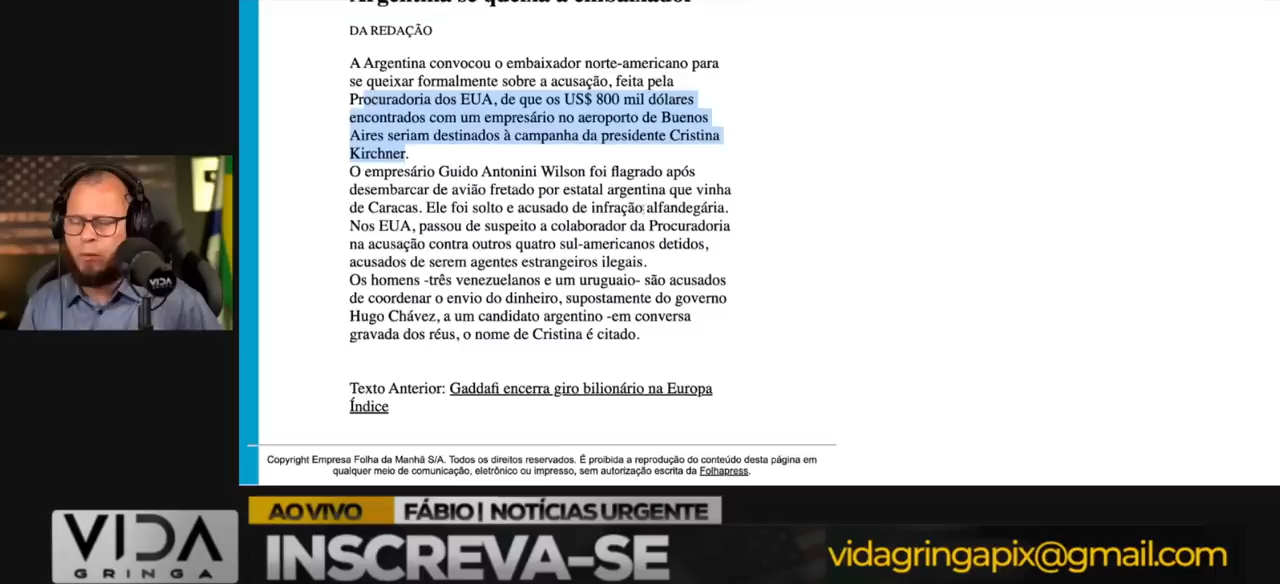 Argentina se queixa a embaixador
DA REDAÇÃO
A Argentina convocou o embaixador norte-americano para
se queixar formalmente sobre a acusação, feita pela
Procuradoria dos EUA, de que os US$ 800 mil dólares
encontrados com um empresário no aeroporto de Buenos
Aires seriam destinados à campanha da presidente Cristina
Kirchner.
O empresário Guido Antonini Wilson foi flagrado após
desembarcar de avião fretado por estatal argentina que vinha
de Caracas. Ele foi solto e acusado de infração alfandegária.
Nos EUA, passou de suspeito a colaborador da Procuradoria
na acusação contra outros quatro sul-americanos detidos,
acusados de serem agentes estrangeiros ilegais.
Os homens -três venezuelanos e um uruguaio- são acusados
de coordenar o envio do dinheiro, supostamente do governo
Hugo Chávez, a um candidato argentino -em conversa
gravada dos réus, o nome de Cristina é citado.
Texto Anterior: Gaddafi encerra giro bilionário na Europa
Índice
Copyright Empresa Folha da Manhã S/A. Todos os direitos reservados. É proibida a reprodução do conteúdo desta página em
qualquer meio de comunicação, eletrônico ou impresso, sem autorização escrita da Folhapress.
VIDA
AO VIVO FÁBIO | NOTÍCIAS URGENTE
VIDA
GRINGA
INSCREVA-SE
vidagringapix@gmail.com